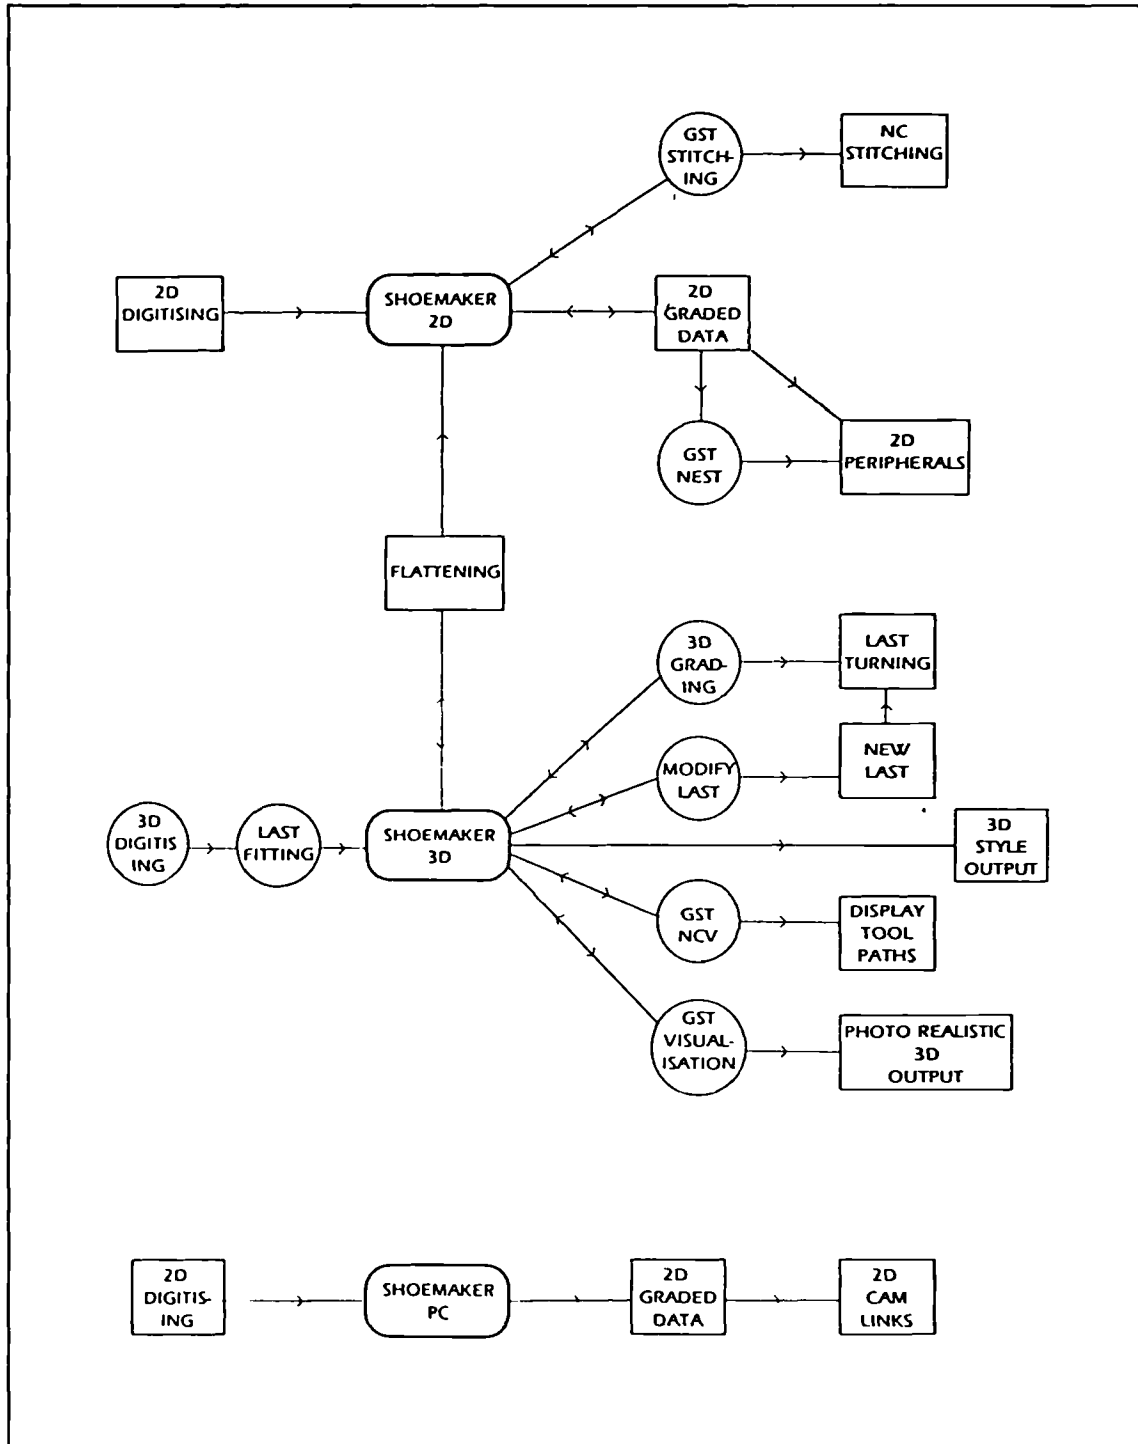 GST
STITCH-
ING
NC
STITCHING
2D
DIGITISING
SHOEMAKER
2D
2D
GRADED
DATA
GST
NEST
2D
PERIPHERALS
FLATTENING
3D
GRAD-
ING
LAST
TURNING
MODIFY
LAST
NEW
LAST
3D
DIGITIS
ING
LAST
FITTING
SHOEMAKER
3D
3D
STYLE
OUTPUT
GST
NCV
DISPLAY
TOOL
PATHS
GST
VISUAL-
ISATION
PHOTO REALISTIC
3D
OUTPUT
2D
DIGITIS-
ING
SHOEMAKER
PC
2D
GRADED
DATA
2D
CAM
LINKS